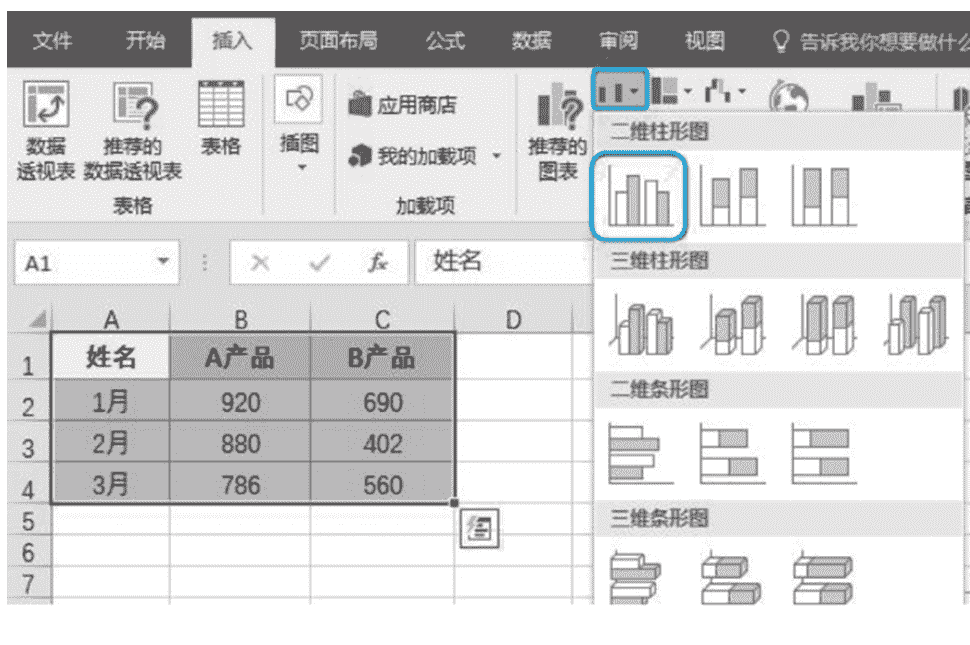 文件 开始 插入 页面布局 公式 数据 审阅 视图 告诉我你想要做什么
数据
透视表
推荐的
数据透视表
表格
表格
插图
应用商店
我的加载项
加载项
推荐的
图表
二维柱形图
三维柱形图
二维条形图
三维条形图
A1 fx 姓名
A B C D
1 姓名 A产品 B产品
2 1月 920 690
3 2月 880 402
4 3月 786 560
5
6
7